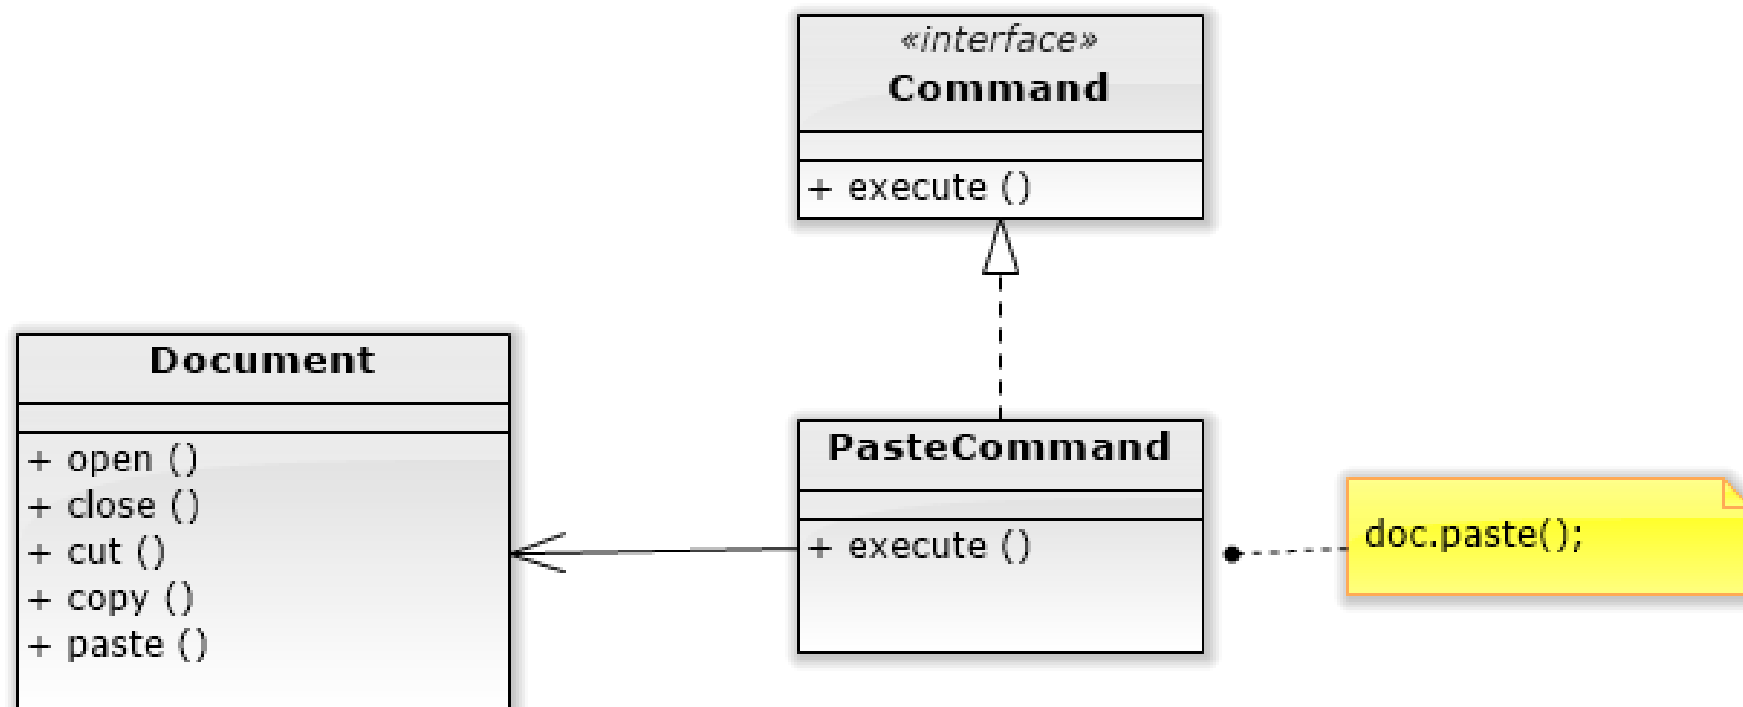 «interface»
Command
+ execute ()
Document
+ open ()
+ close ()
+ cut ()
+ copy ()
+ paste ()
PasteCommand
+ execute ()
doc.paste();